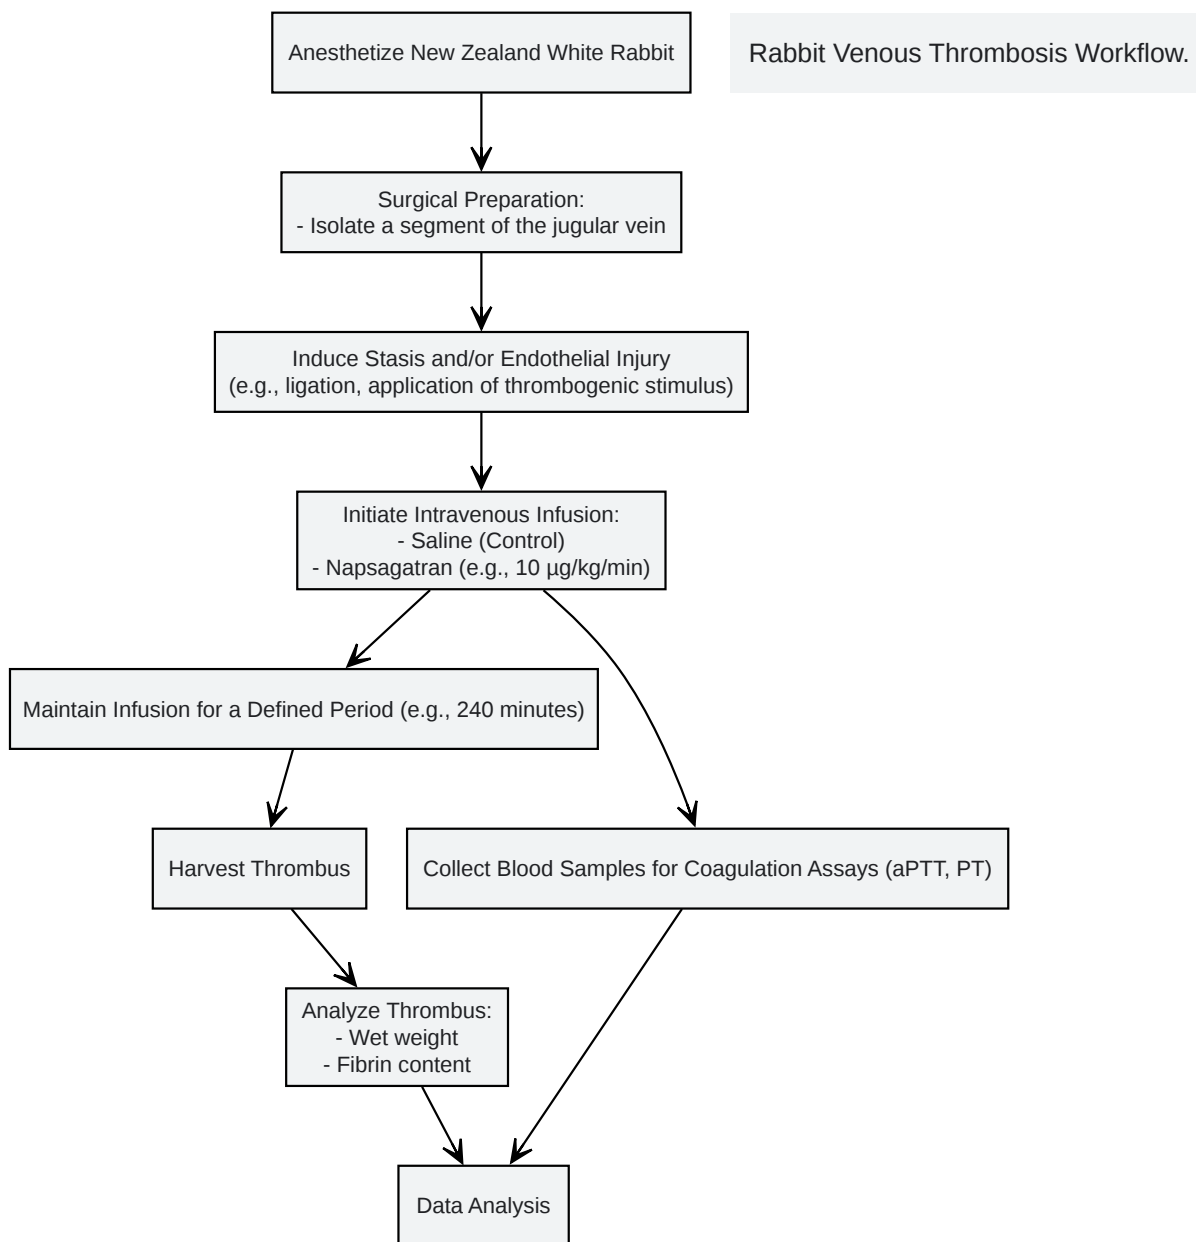 Anesthetize New Zealand White Rabbit
Rabbit Venous Thrombosis Workflow.
Surgical Preparation:
- Isolate a segment of the jugular vein
Induce Stasis and/or Endothelial Injury
(e.g., ligation, application of thrombogenic stimulus)
Initiate Intravenous Infusion:
- Saline (Control)
- Napsagatran (e.g., 10 µg/kg/min)
Maintain Infusion for a Defined Period (e.g., 240 minutes)
Harvest Thrombus
Collect Blood Samples for Coagulation Assays (aPTT, PT)
Analyze Thrombus:
- Wet weight
- Fibrin content
Data Analysis